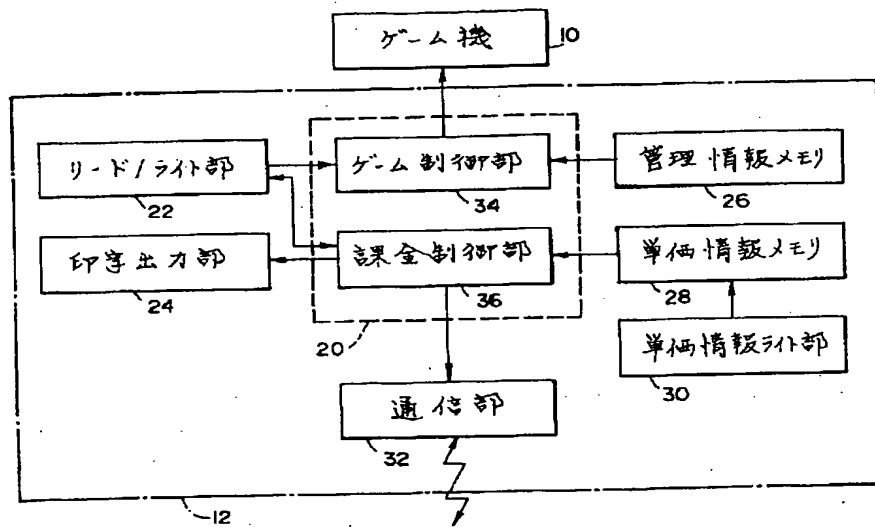 ゲーム機
10
リード/ライト部
22
ゲーム制御部
34
管理情報メモリ
26
印字出力部
24
課金制御部
36
単価情報メモリ
28
20
単価情報ライト部
30
通信部
32
12